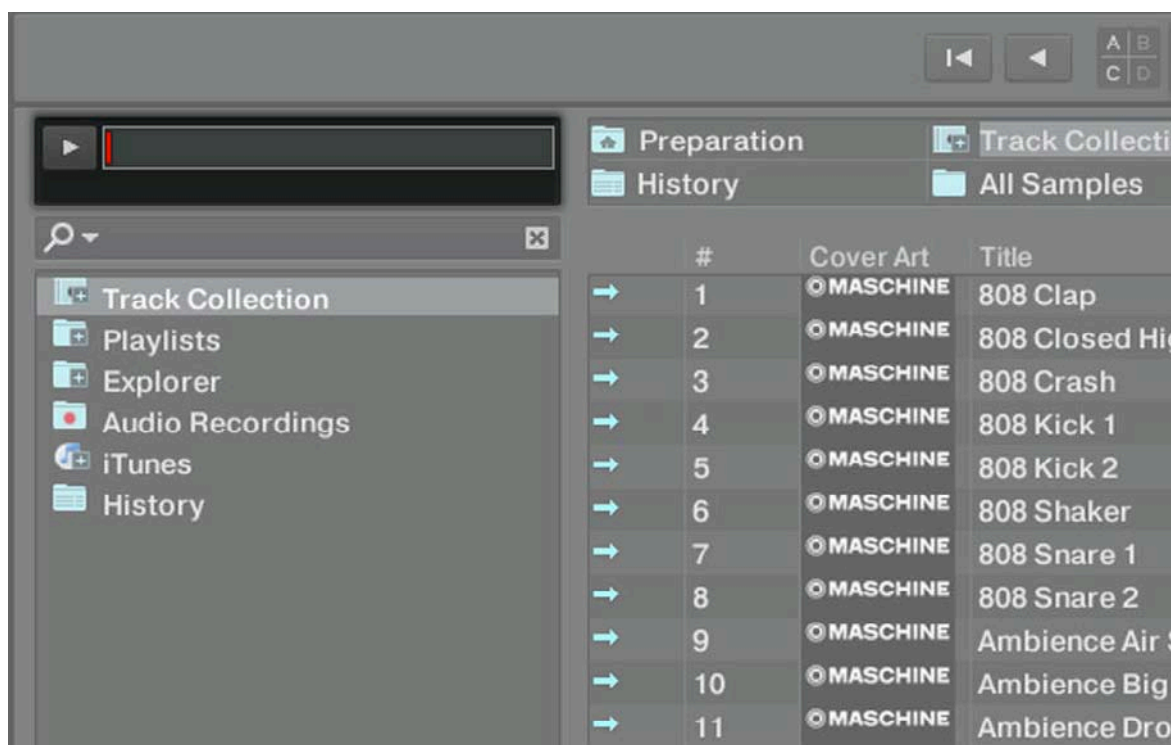 A B
C D
Preparation Track Collecti
History All Samples
# Cover Art Title
Track Collection
Playlists
Explorer
Audio Recordings
iTunes
History
1 MASCHINE 808 Clap
2 MASCHINE 808 Closed Hig
3 MASCHINE 808 Crash
4 MASCHINE 808 Kick 1
5 MASCHINE 808 Kick 2
6 MASCHINE 808 Shaker
7 MASCHINE 808 Snare 1
8 MASCHINE 808 Snare 2
9 MASCHINE Ambience Air
10 MASCHINE Ambience Big
11 MASCHINE Ambience Dro